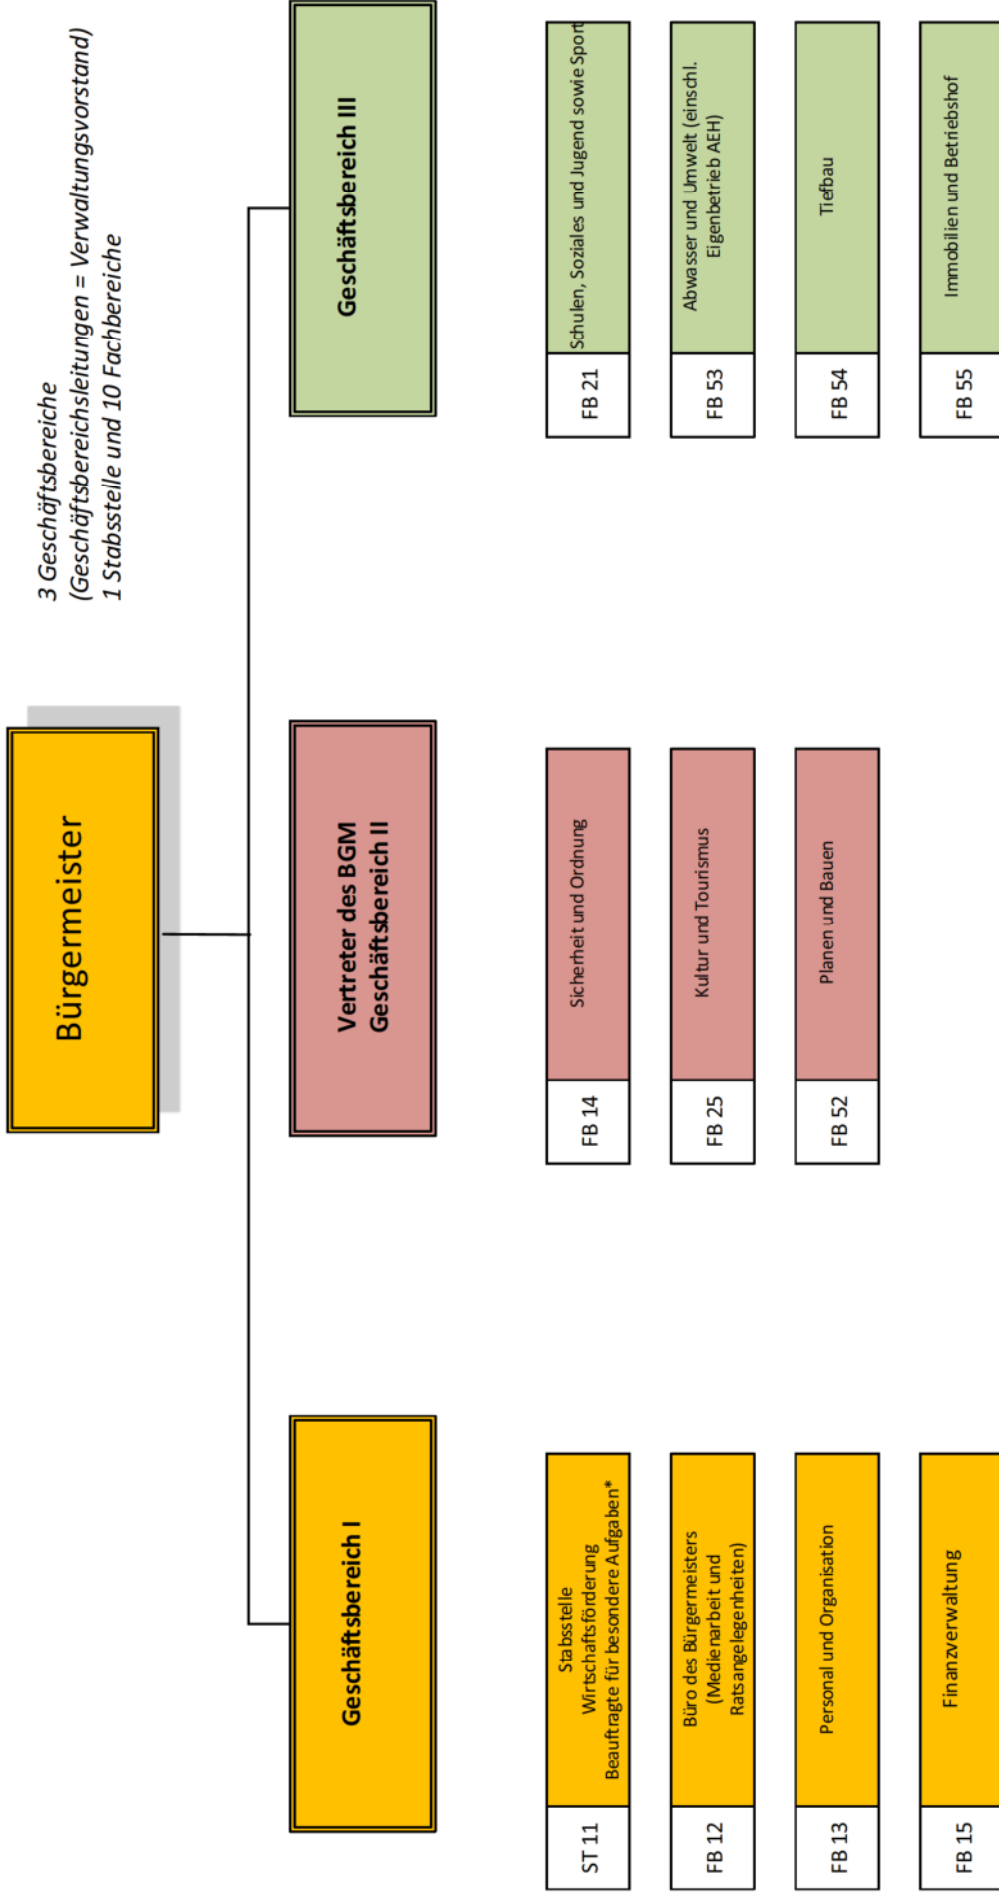 3 Geschäftsbereiche
(Geschäftsbereichsleitungen = Verwaltungsvorstand)
1 Stabsstelle und 10 Fachbereiche
Bürgermeister
Geschäftsbereich I
Vertreter des BGM
Geschäftsbereich II
Geschäftsbereich III
ST 11
Stabsstelle
Wirtschaftsförderung
Beauftragte für besondere Aufgaben*
FB 12
Büro des Bürgermeisters
(Medienarbeit und
Ratsangelegenheiten)
FB 13
Personal und Organisation
FB 15
Finanzverwaltung
FB 14
Sicherheit und Ordnung
FB 25
Kultur und Tourismus
FB 52
Planen und Bauen
FB 21
Schulen, Soziales und Jugend sowie Sport
FB 53
Abwasser und Umwelt (einschl.
Eigenbetrieb AEH)
FB 54
Tiefbau
FB 55
Immobilien und Betriebshof